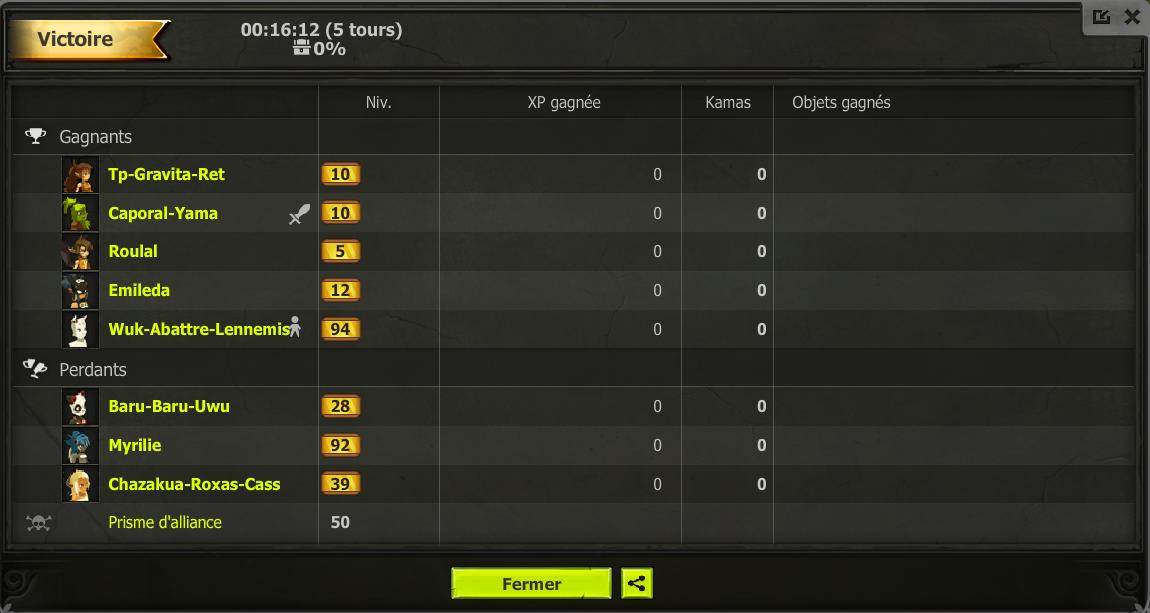 Victoire
00:16:12 (5 tours)
0%
Niv. XP gagnée Kamas Objets gagnés
Gagnants
Tp-Gravita-Ret 10 0 0
Caporal-Yama 10 0 0
Roulal 5 0 0
Emileda 12 0 0
Wuk-Abattre-Lennemis 94 0 0
Perdants
Baru-Baru-Uwu 28 0 0
Myrilie 92 0 0
Chazakua-Roxas-Cass 39 0 0
Prisme d'alliance 50
Fermer